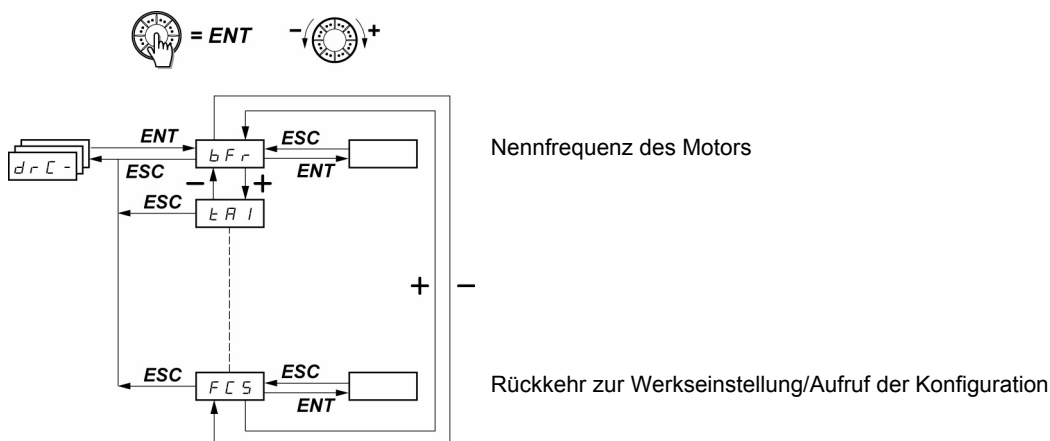 = ENT - +
ENT ESC Nennfrequenz des Motors
drC- bFr
ESC ENT
- +
ESC tAI
+ -
ESC ESC
FCS Rückkehr zur Werkseinstellung/Aufruf der Konfiguration
ENT